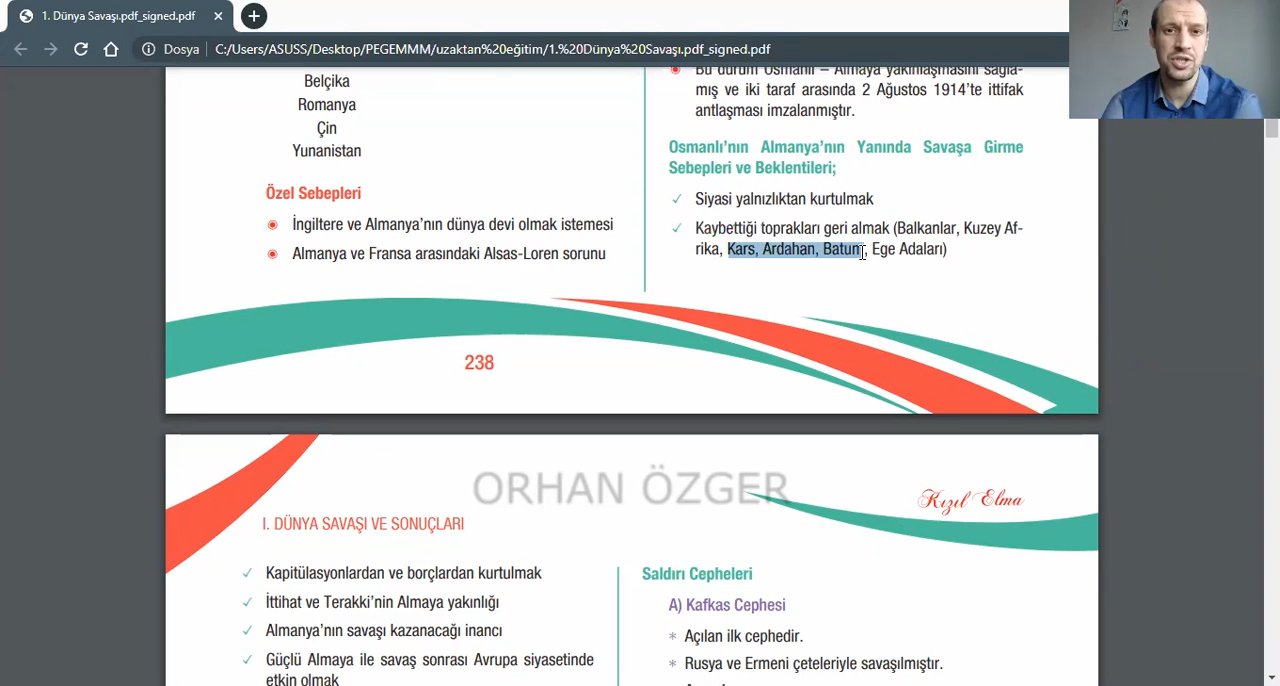 1. Dünya Savaşı.pdf_signed.pdf
Dosya
C:/Users/ASUSS/Desktop/PEGEMMM/uzaktan%20eğitim/1.%20Dünya%20Savaşı.pdf_signed.pdf
Belçika
Romanya
Çin
Yunanistan
Özel Sebepleri
İngiltere ve Almanya’nın dünya devi olmak istemesi
Almanya ve Fransa arasındaki Alsas-Loren sorunu
Bu durum Osmanlı – Almaya yakınlaşmasını sağla-
mış ve iki taraf arasında 2 Ağustos 1914’te ittifak
antlaşması imzalanmıştır.
Osmanlı’nın Almanya’nın Yanında Savaşa Girme
Sebepleri ve Beklentileri;
Siyasi yalnızlıktan kurtulmak
Kaybettiği toprakları geri almak (Balkanlar, Kuzey Af-
rika, Kars, Ardahan, Batum, Ege Adaları)
238
ORHAN ÖZGER
Kızıl Elma
I. DÜNYA SAVAŞI VE SONUÇLARI
Kapitülasyonlardan ve borçlardan kurtulmak
İttihat ve Terakki’nin Almaya yakınlığı
Almanya’nın savaşı kazanacağı inancı
Güçlü Almaya ile savaş sonrası Avrupa siyasetinde
etkin olmak
Saldırı Cepheleri
A) Kafkas Cephesi
* Açılan ilk cephedir.
* Rusya ve Ermeni çeteleriyle savaşılmıştır.